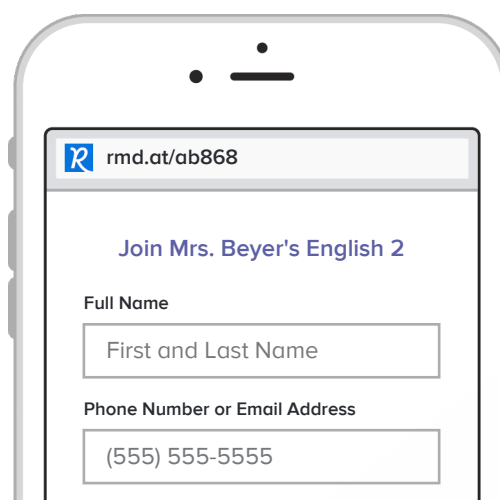 rmd.at/ab868
Join Mrs. Beyer's English 2
Full Name
First and Last Name
Phone Number or Email Address
(555) 555-5555